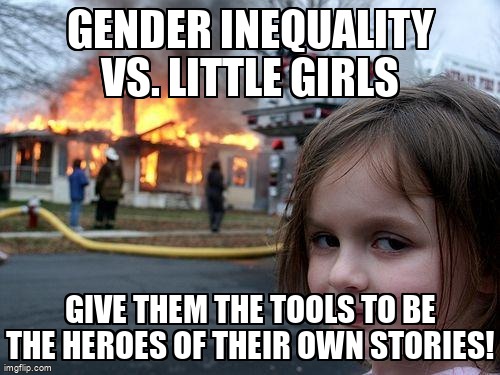 GENDER INEQUALITY
VS. LITTLE GIRLS
GIVE THEM THE TOOLS TO BE
THE HEROES OF THEIR OWN STORIES!
imgflip.com